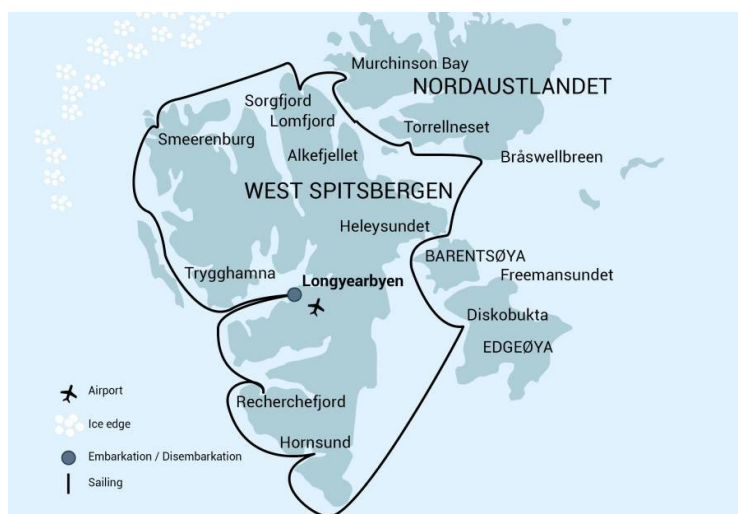 Murchinson Bay
NORDAUSTLANDET
Sorgfjord
Lomfjord
Smeerenburg
Torrellneset
Alkefjellet
Bråswellbreen
WEST SPITSBERGEN
Heleysundet
BARENTSØYA
Trygghamna
Longyearbyen
Freemansundet
Diskobukta
EDGEØYA
Airport
Recherchefjord
Ice edge
Hornsund
Embarkation / Disembarkation
Sailing